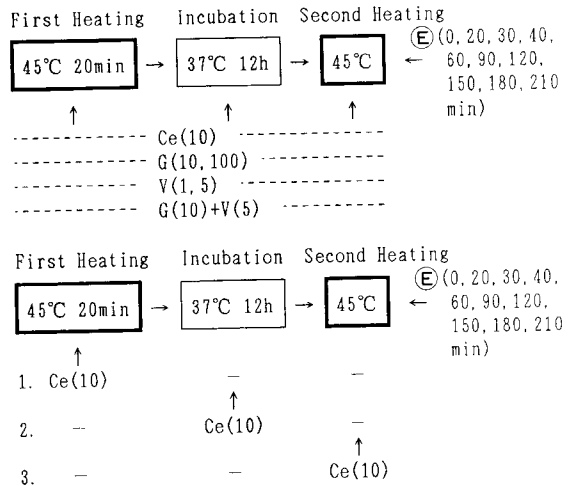 First Heating Incubation Second Heating
Ⓔ(0, 20, 30, 40,
45℃ 20min → 37℃ 12h → 45℃ ← 60, 90, 120,
150, 180, 210
min)
↑ ↑ ↑
------------ Ce(10) ------------
------------ G(10, 100) ------------
------------ V(1, 5) ------------
------------ G(10)+V(5) ------------
First Heating Incubation Second Heating
Ⓔ(0, 20, 30, 40,
45℃ 20min → 37℃ 12h → 45℃ ← 60, 90, 120,
150, 180, 210
min)
↑
1. Ce(10) – –
↑
2. – Ce(10) –
↑
3. – – Ce(10)